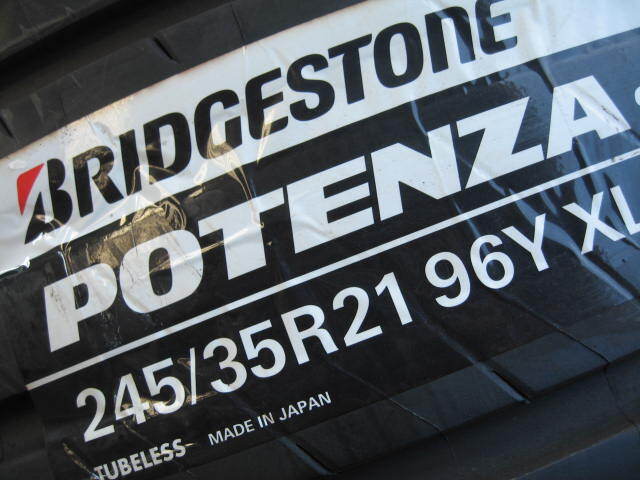 BRIDGESTONE
POTENZA
245/35R21 96Y XL
TUBELESS MADE IN JAPAN